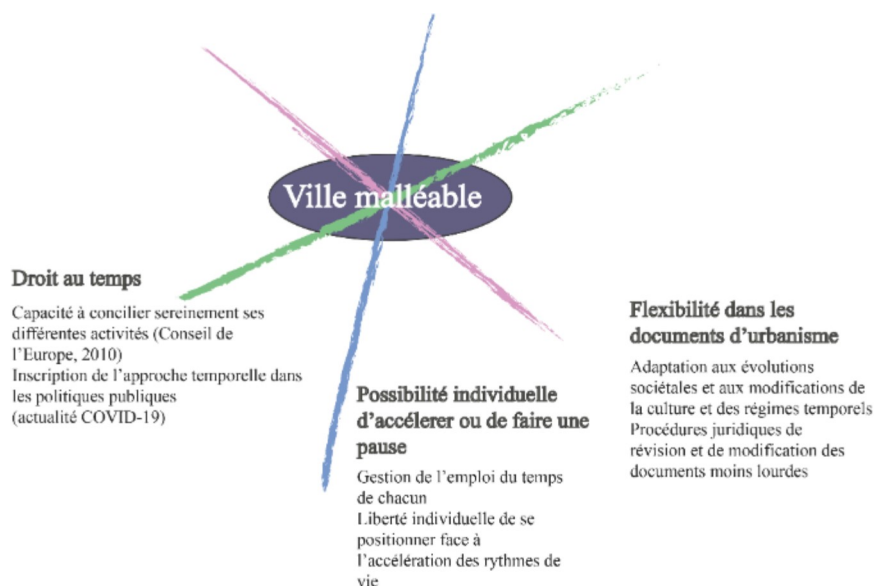 Ville malléable
Droit au temps
Capacité à concilier sereinement ses
différentes activités (Conseil de
l'Europe, 2010)
Inscription de l'approche temporelle dans
les politiques publiques
(actualité COVID-19)
Possibilité individuelle
d'accélerer ou de faire une
pause
Gestion de l'emploi du temps
de chacun
Liberté individuelle de se
positionner face à
l'accélération des rythmes de
vie
Flexibilité dans les
documents d'urbanisme
Adaptation aux évolutions
sociétales et aux modifications de
la culture et des régimes temporels
Procédures juridiques de
révision et de modification des
documents moins lourdes